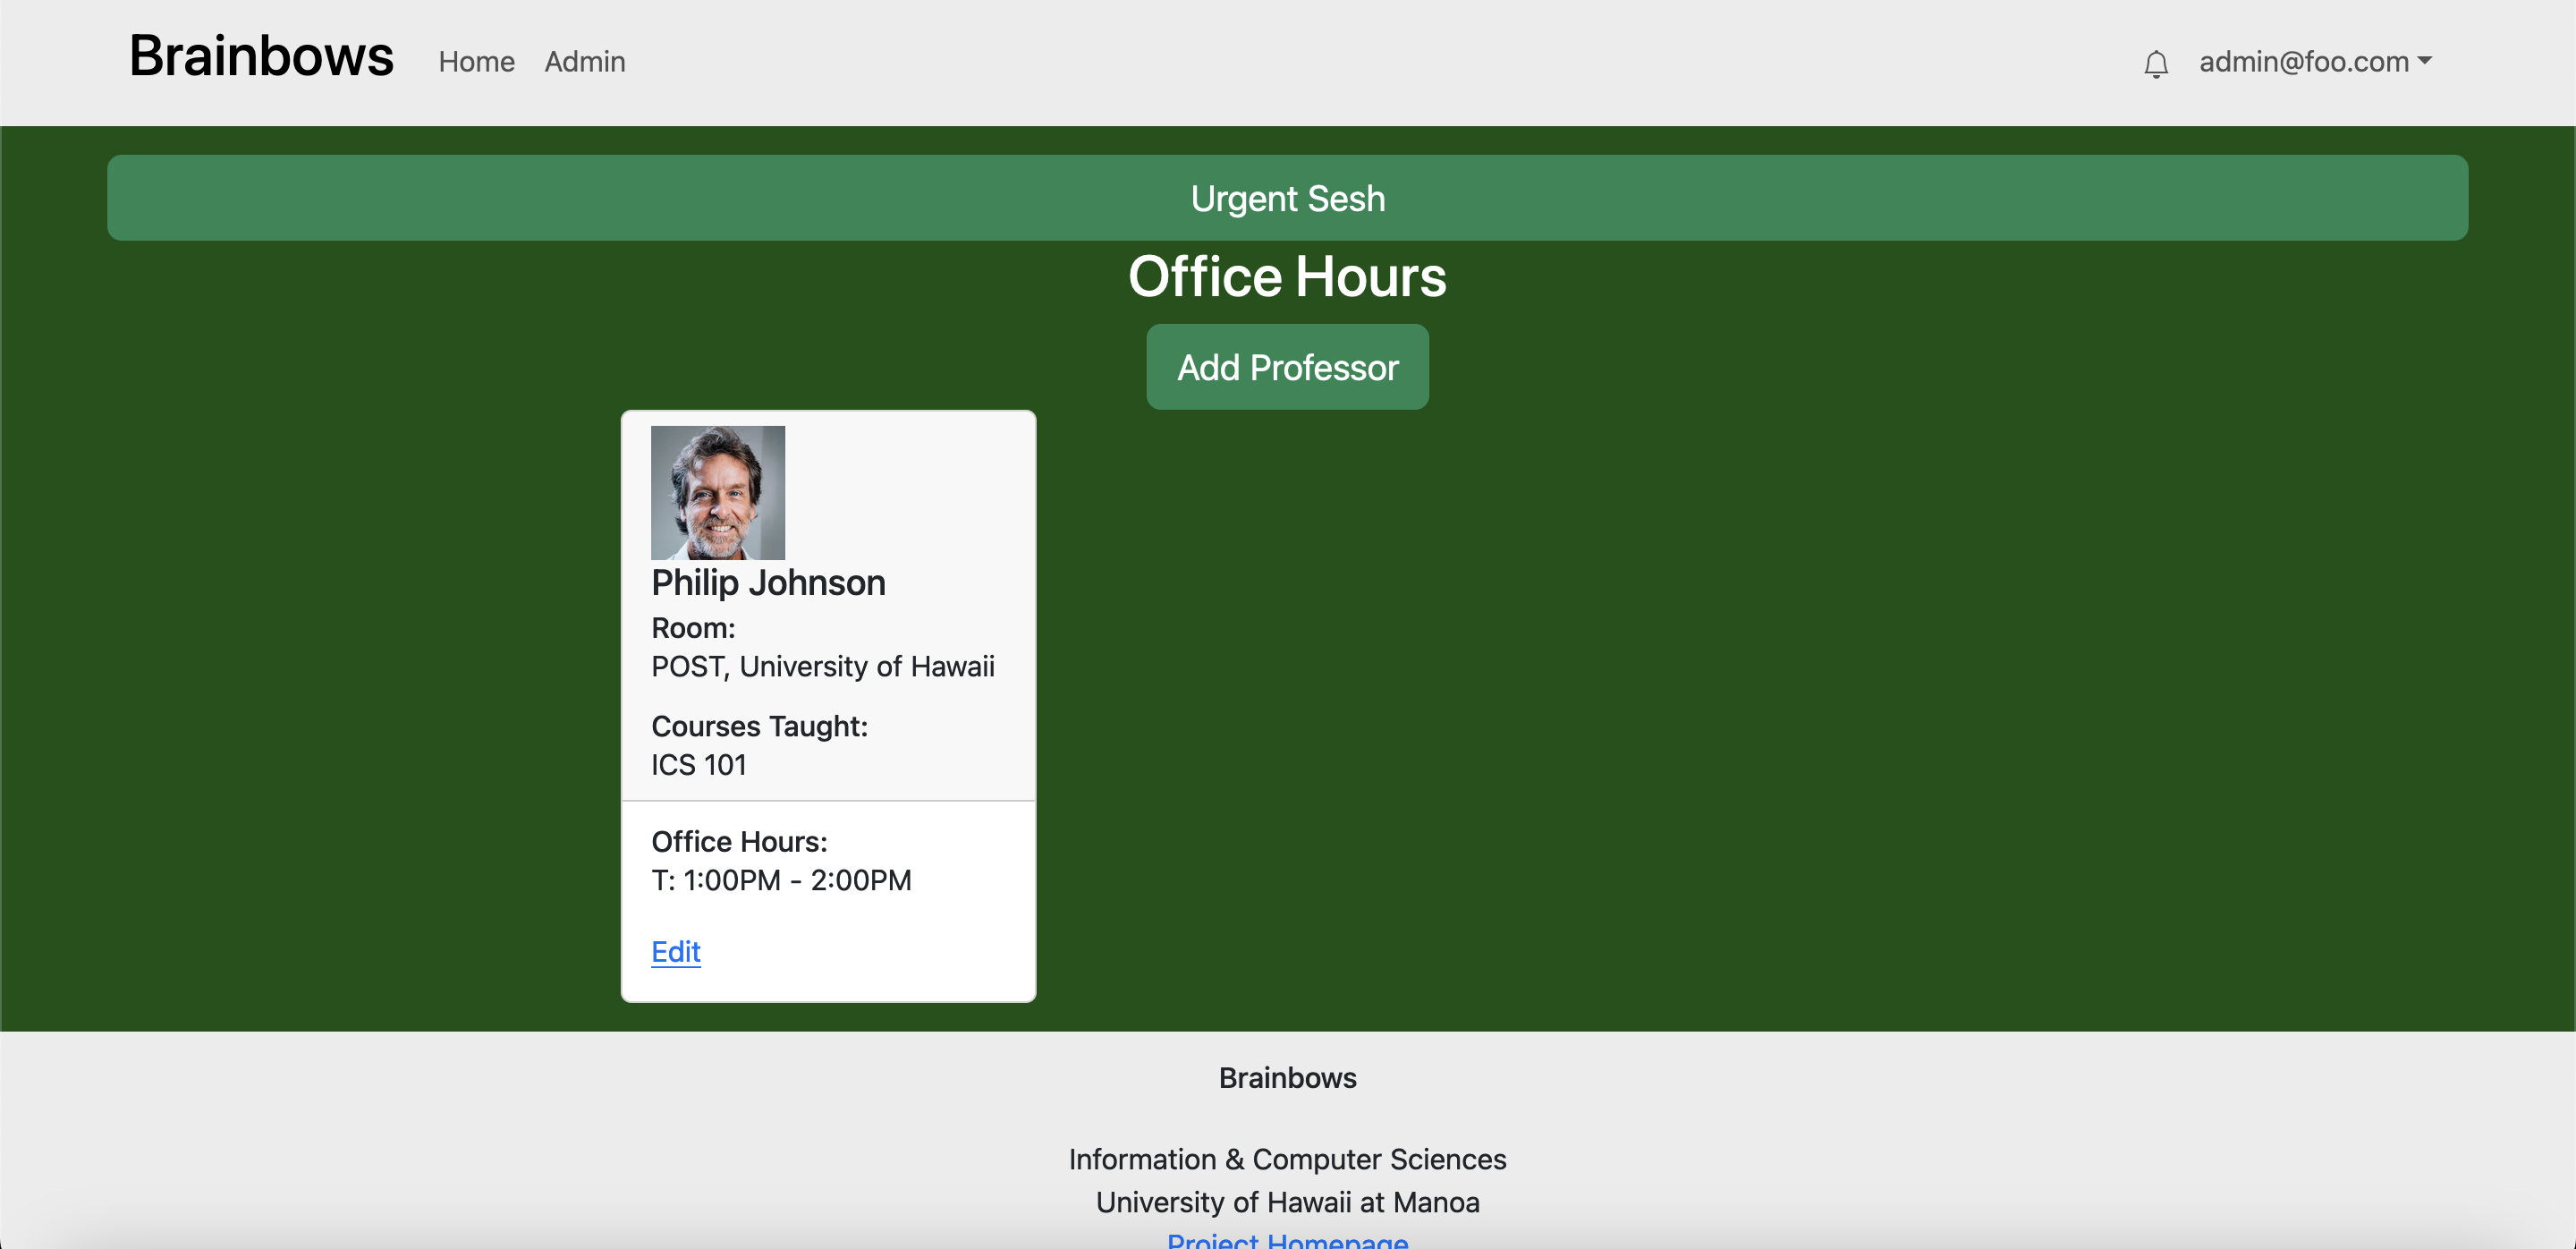 Brainbows Home Admin admin@foo.com
Urgent Sesh
Office Hours
Add Professor
Philip Johnson
Room:
POST, University of Hawaii
Courses Taught:
ICS 101
Office Hours:
T: 1:00PM - 2:00PM
Edit
Brainbows
Information & Computer Sciences
University of Hawaii at Manoa
Project Homepage